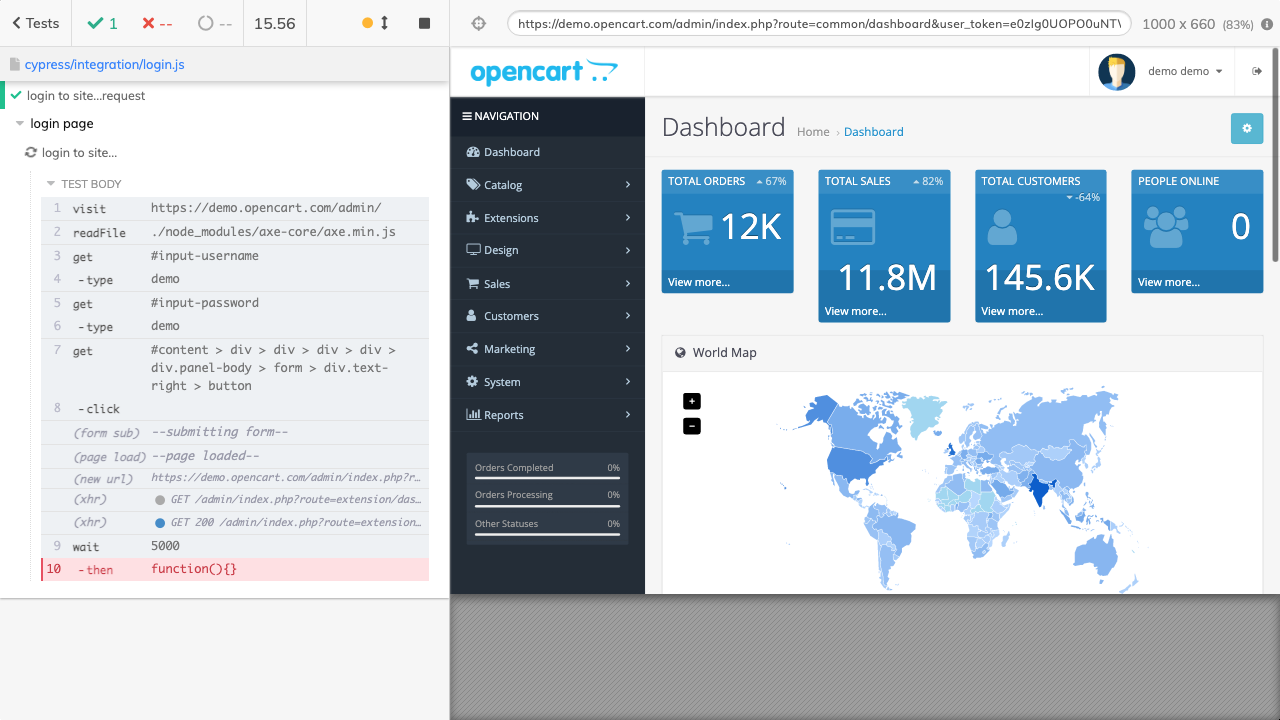 Tests
1
--
--
15.56
https://demo.opencart.com/admin/index.php?route=common/dashboard&user_token=e0zIg0UOPO0uNT
1000 x 660 (83%)
cypress/integration/login.js
login to site...request
login page
login to site...
TEST BODY
1 visit https://demo.opencart.com/admin/
2 readFile ./node_modules/axe-core/axe.min.js
3 get #input-username
4 -type demo
5 get #input-password
6 -type demo
7 get #content > div > div > div > div >
div.panel-body > form > div.text-
right > button
8 -click
(form sub) --submitting form--
(page load) --page loaded--
(new url) https://demo.opencart.com/admin/index.php?r...
(xhr) GET /admin/index.php?route=extension/das...
(xhr) GET 200 /admin/index.php?route=extension...
9 wait 5000
10 -then function(){}
opencart
demo demo
NAVIGATION
Dashboard
Catalog
Extensions
Design
Sales
Customers
Marketing
System
Reports
Orders Completed 0%
Orders Processing 0%
Other Statuses 0%
Dashboard Home › Dashboard
TOTAL ORDERS 67%
12K
View more...
TOTAL SALES 82%
11.8M
View more...
TOTAL CUSTOMERS
-64%
145.6K
View more...
PEOPLE ONLINE
0
View more...
World Map
+
−